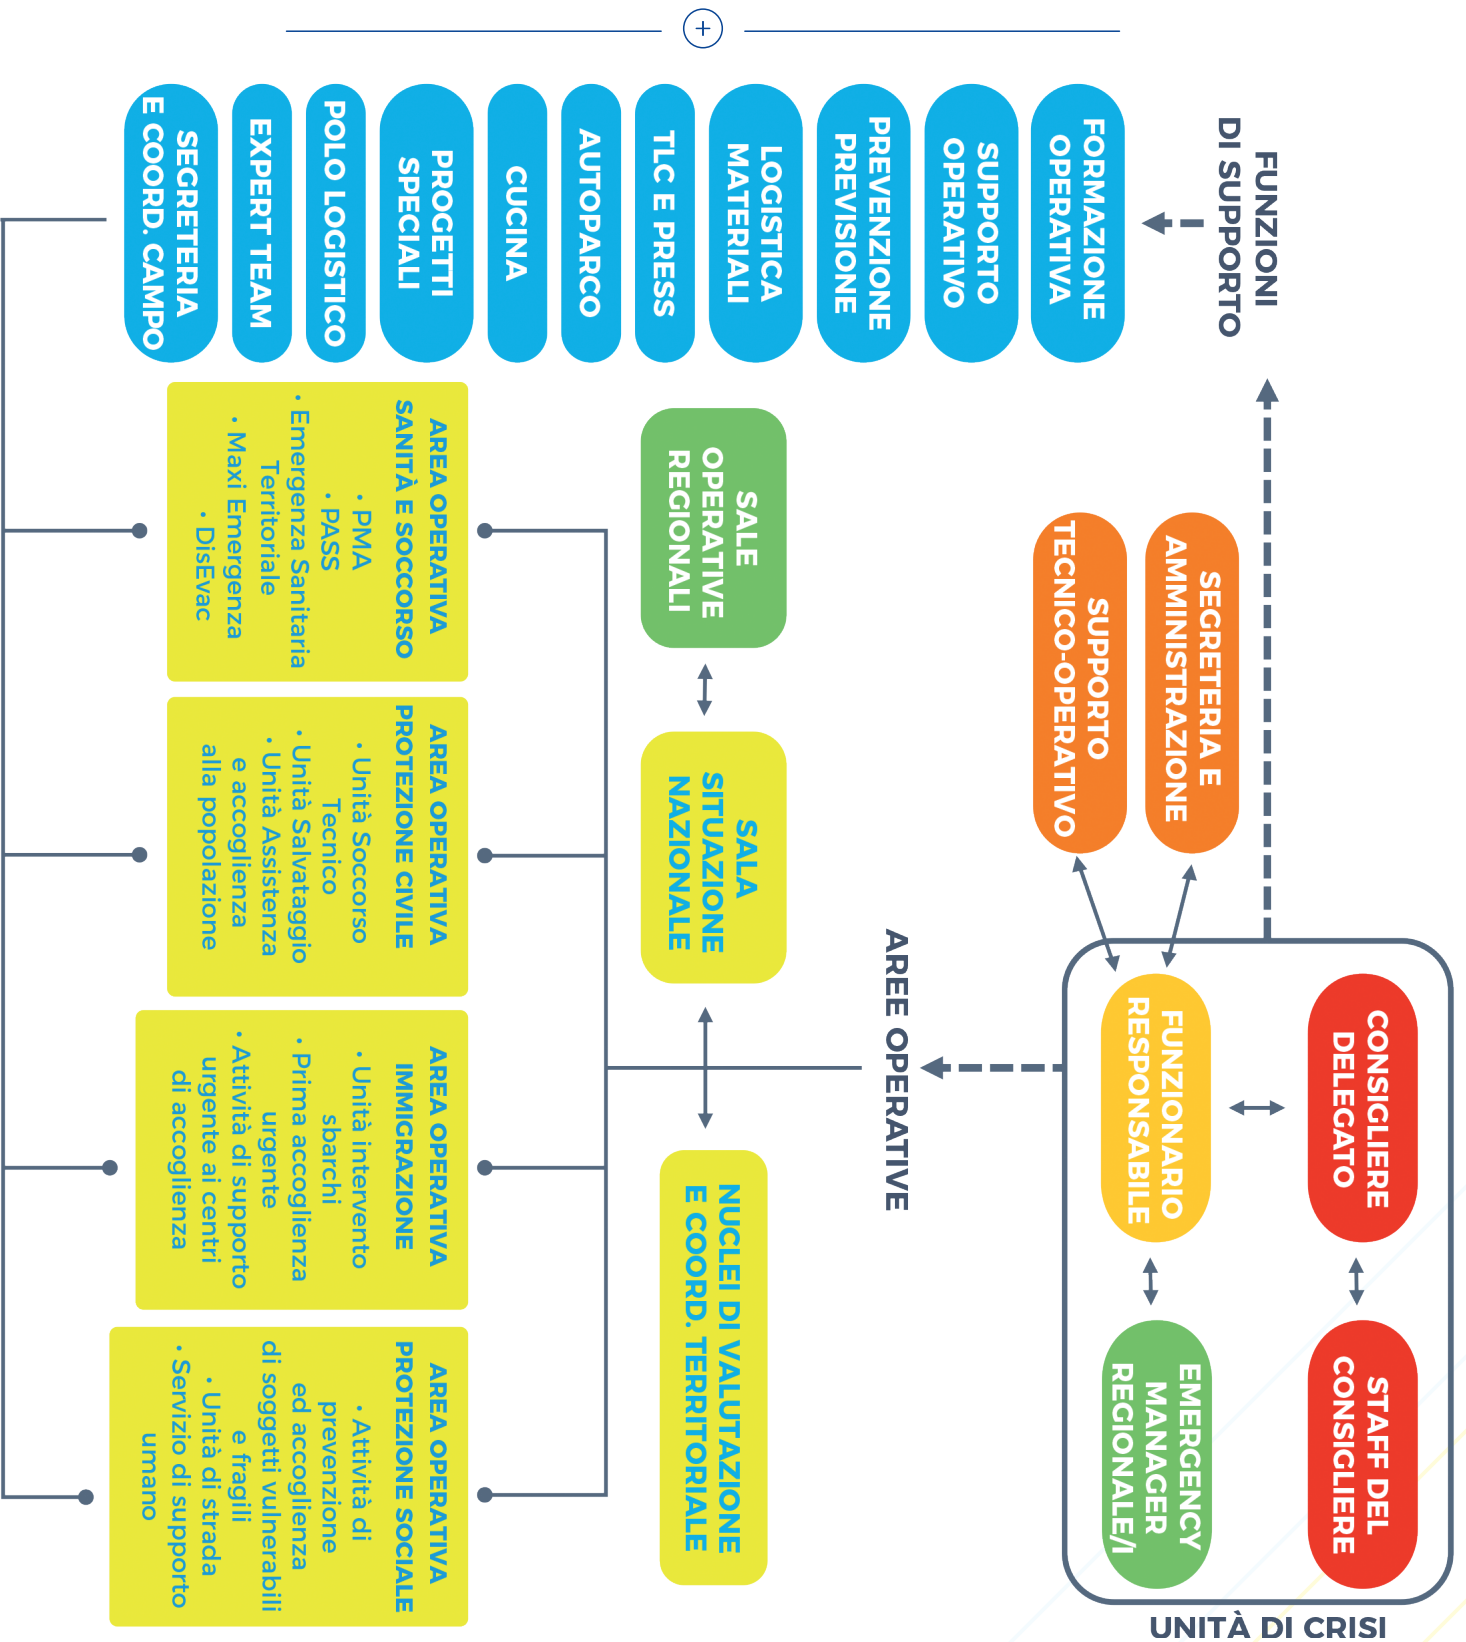 UNITÀ DI CRISI
CONSIGLIERE
DELEGATO
STAFF DEL
CONSIGLIERE
FUNZIONARIO
RESPONSABILE
EMERGENCY
MANAGER
REGIONALE/I
SEGRETERIA E
AMMINISTRAZIONE
SUPPORTO
TECNICO-OPERATIVO
FUNZIONI
DI SUPPORTO
FORMAZIONE
OPERATIVA
SUPPORTO
OPERATIVO
PREVENZIONE
PREVISIONE
LOGISTICA
MATERIALI
TLC E PRESS
AUTOPARCO
CUCINA
PROGETTI
SPECIALI
POLO LOGISTICO
EXPERT TEAM
SEGRETERIA
E COORD. CAMPO
AREE OPERATIVE
SALE
OPERATIVE
REGIONALI
SALA
SITUAZIONE
NAZIONALE
NUCLEI DI VALUTAZIONE
E COORD. TERRITORIALE
AREA OPERATIVA
SANITÀ E SOCCORSO
• PMA
• PASS
• Emergenza Sanitaria
Territoriale
• Maxi Emergenza
• DisEvac
AREA OPERATIVA
PROTEZIONE CIVILE
• Unità Soccorso
Tecnico
• Unità Salvataggio
• Unità Assistenza
e accoglienza
alla popolazione
AREA OPERATIVA
IMMIGRAZIONE
• Unità intervento
sbarchi
• Prima accoglienza
urgente
• Attività di supporto
urgente ai centri
di accoglienza
AREA OPERATIVA
PROTEZIONE SOCIALE
• Attività di
prevenzione
ed accoglienza
di soggetti vulnerabili
e fragili
• Unità di strada
• Servizio di supporto
umano